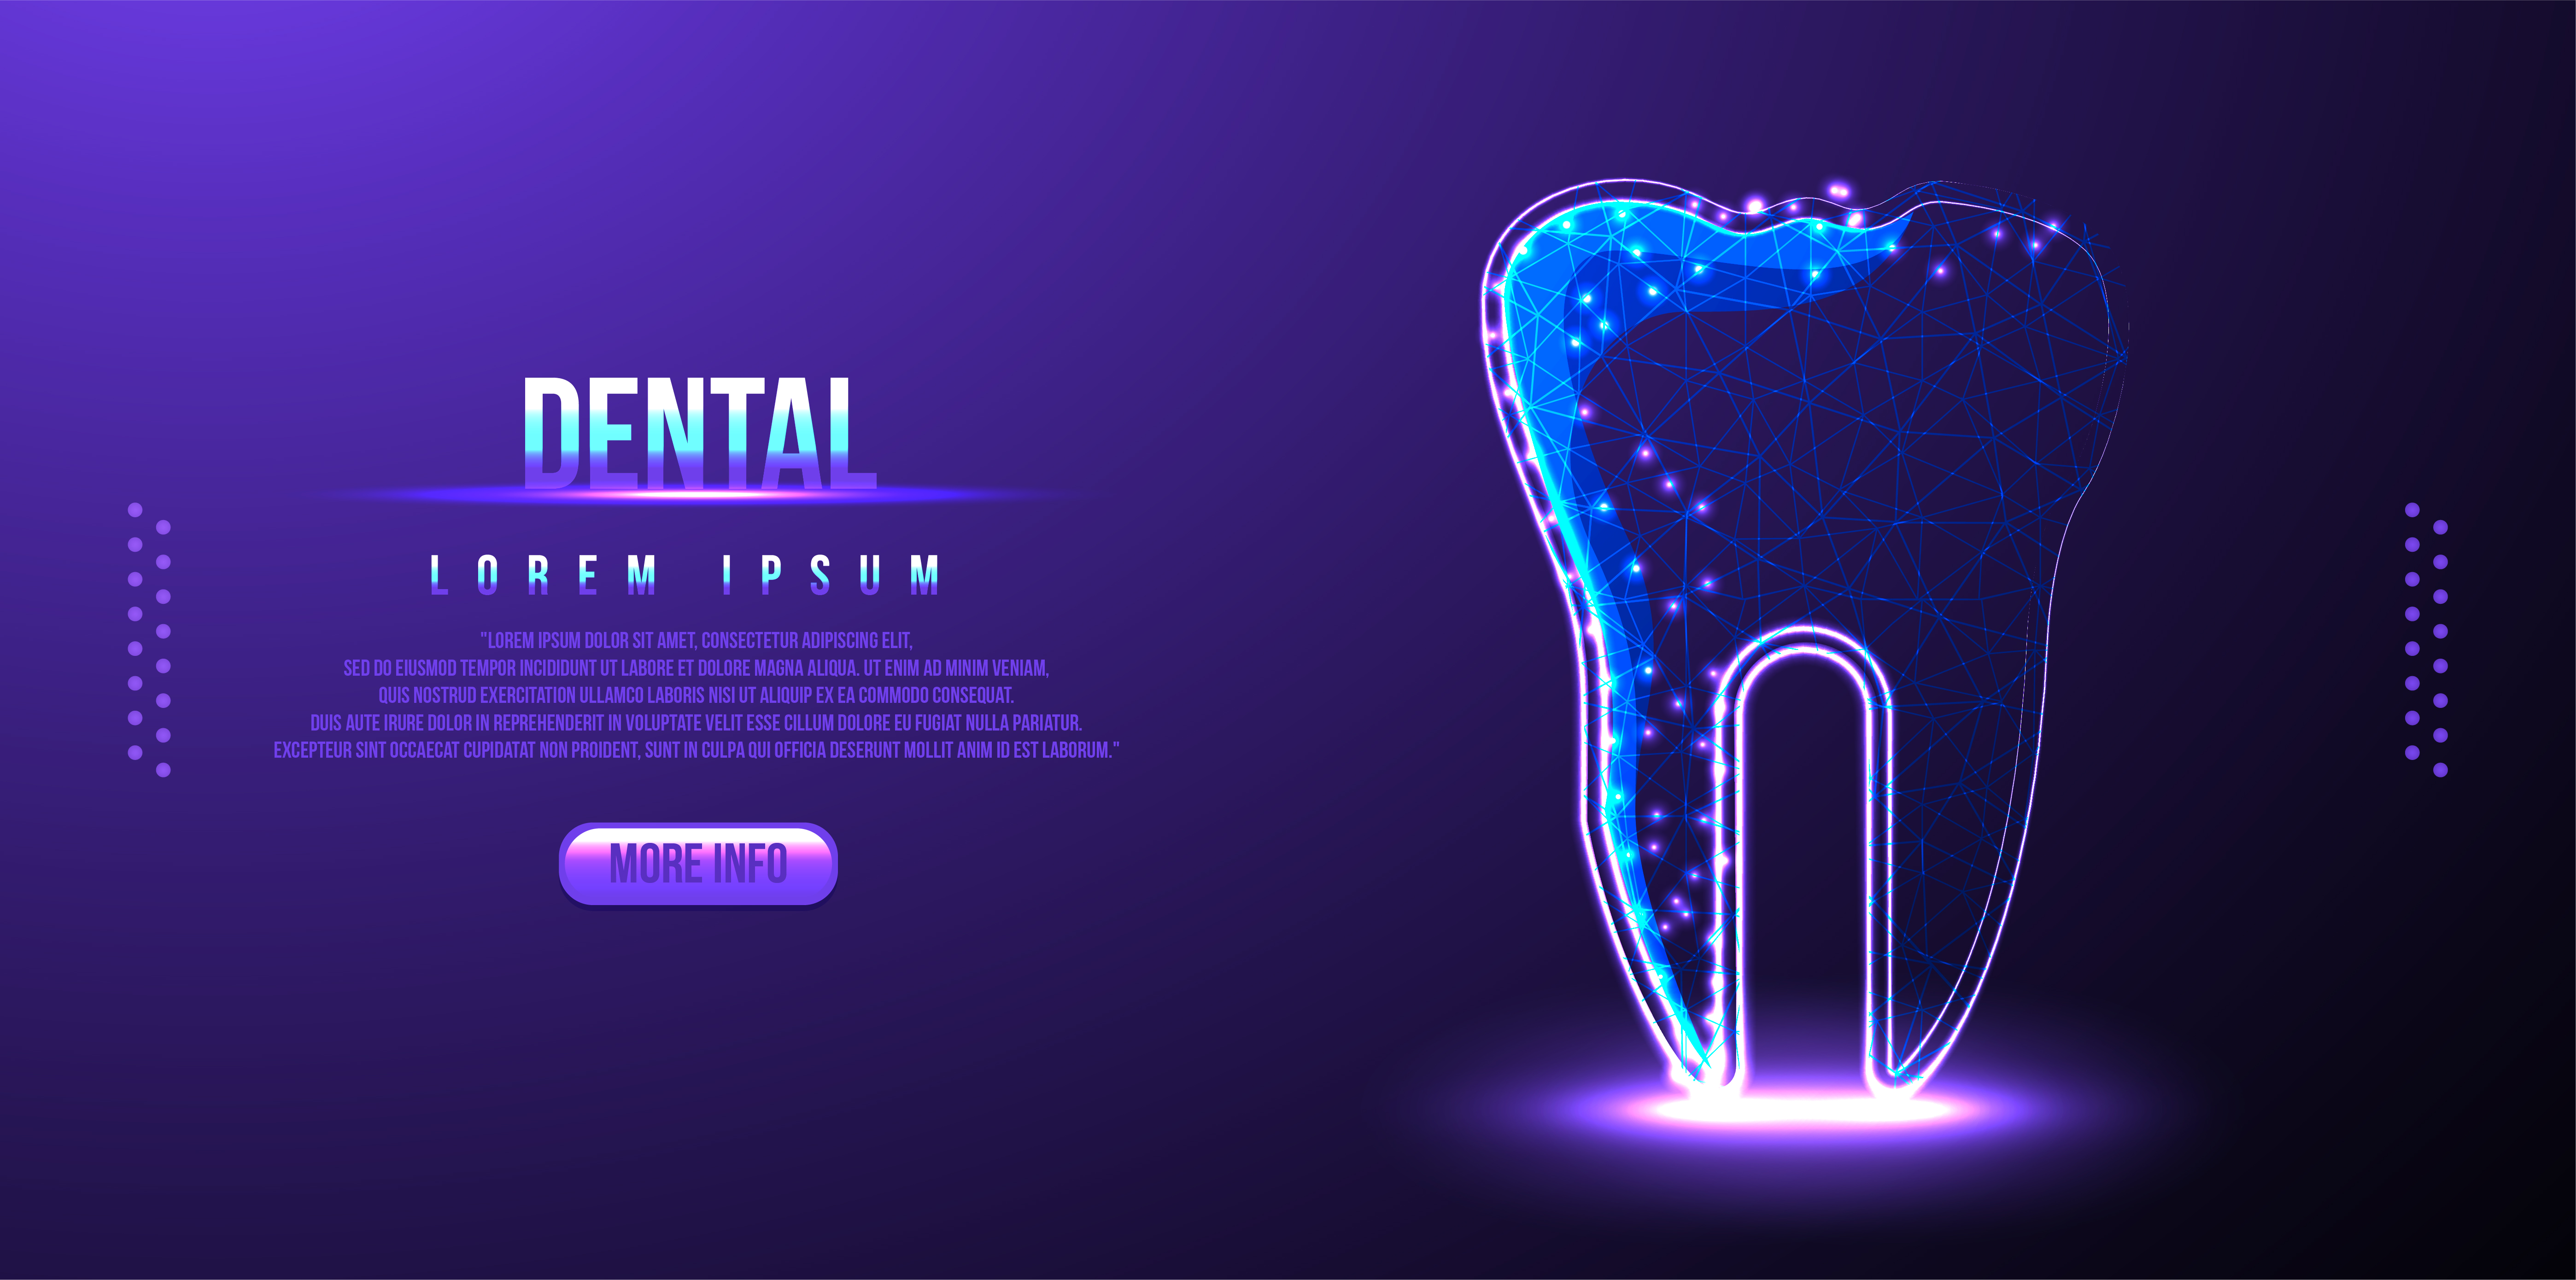 DENTAL
LOREM IPSUM
"LOREM IPSUM DOLOR SIT AMET, CONSECTETUR ADIPISCING ELIT,
SED DO EIUSMOD TEMPOR INCIDIDUNT UT LABORE ET DOLORE MAGNA ALIQUA. UT ENIM AD MINIM VENIAM,
QUIS NOSTRUD EXERCITATION ULLAMCO LABORIS NISI UT ALIQUIP EX EA COMMODO CONSEQUAT.
DUIS AUTE IRURE DOLOR IN REPREHENDERIT IN VOLUPTATE VELIT ESSE CILLUM DOLORE EU FUGIAT NULLA PARIATUR.
EXCEPTEUR SINT OCCAECAT CUPIDATAT NON PROIDENT, SUNT IN CULPA QUI OFFICIA DESERUNT MOLLIT ANIM ID EST LABORUM."
MORE INFO